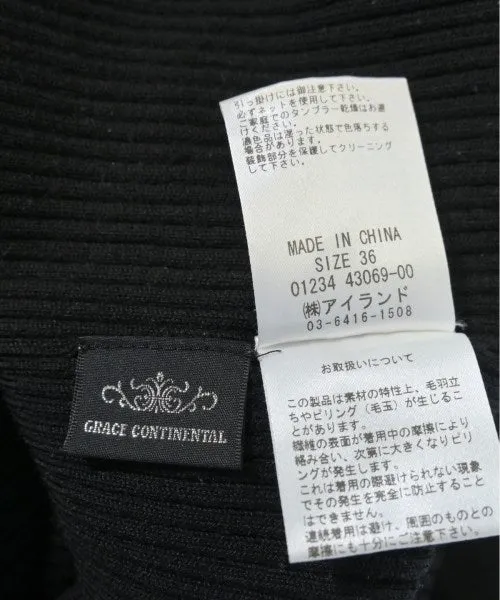 引っ掛けには御注意下さい。
必ずネットを使用して下さい。
ご家庭でのタンブラー乾燥はお避
けください。
濃色品は湿った状態で色落ちする
場合があります。
装飾部分を保護してクリーニング
して下さい。
MADE IN CHINA
SIZE 36
01234 43069-00
㈱アイランド
03-6416-1508
GRACE CONTINENTAL
お取扱いについて
この製品は素材の特性上、毛羽立
ちやピリング（毛玉）が生じるこ
とがあります。
繊維の表面が着用中の摩擦により
絡み合い、次第に大きくなりピリ
ングが発生します。
これは着用の際避けられない現象
でその発生を完全に防止すること
はできません。
連続着用は避け、周囲のものとの
摩擦にも十分にご注意下さい。